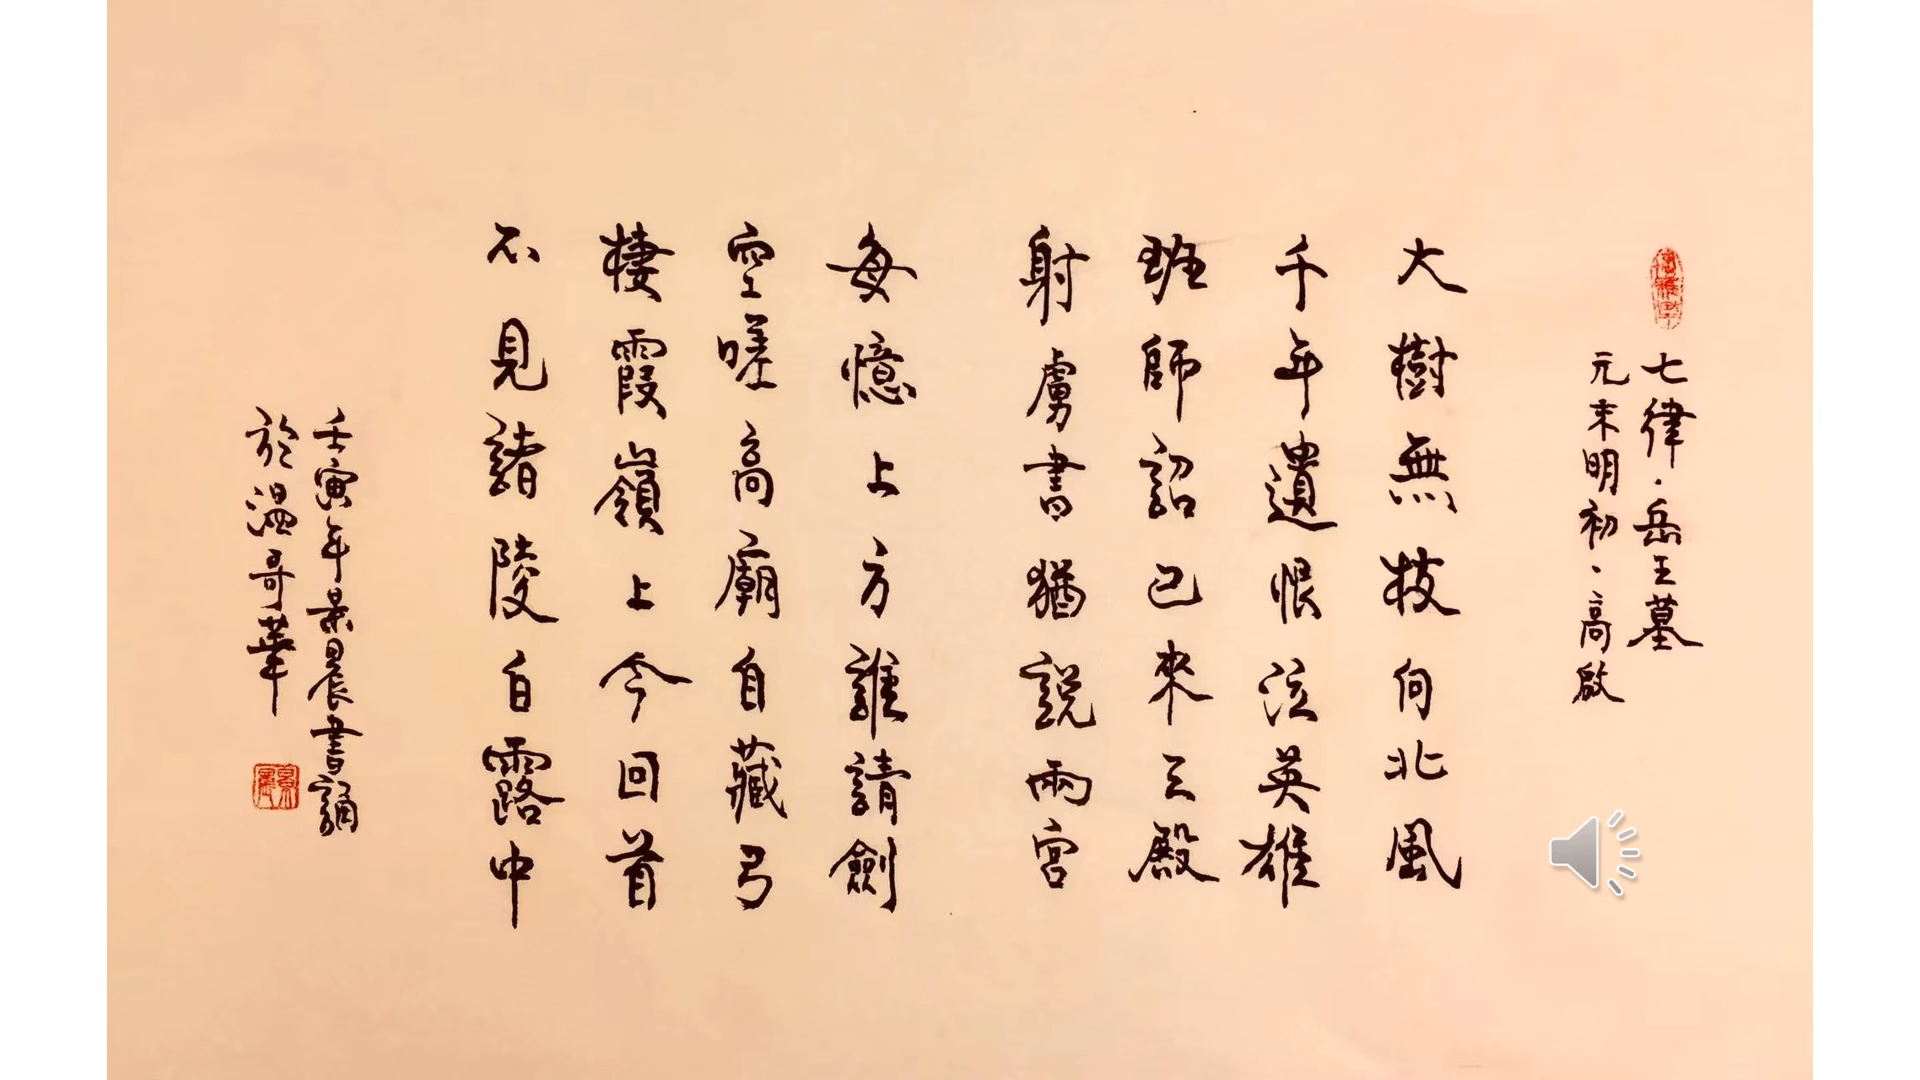 七律·岳王墓
元末明初·高啟
大樹無枝向北風
千年遺恨泣英雄
班師詔已來三殿
射虜書猶說兩宮
每憶上方誰請劍
空嗟高廟自藏弓
棲霞嶺上今回首
不見諸陵白露中
壬寅年景晨書誦
於溫哥華